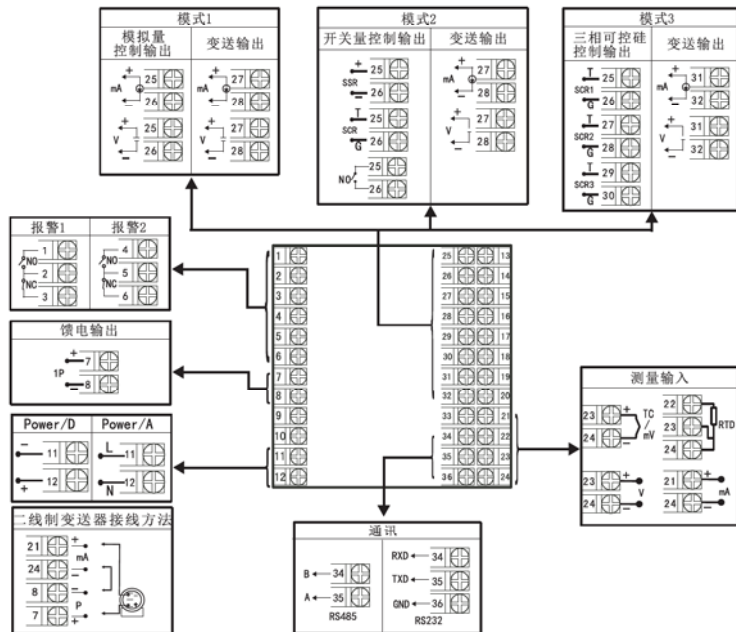 模式1
模拟量
控制输出
变送输出
+ 25
mA
26
+ 27
mA
28
+ 25
V
- 26
+ 27
V
- 28
模式2
开关量控制输出
变送输出
+ 25
SSR
- 26
T 25
SCR
G 26
25
NO
26
+ 27
mA
- 28
+ 27
V
- 28
模式3
三相可控硅
控制输出
变送输出
T 25
SCR1
G 26
T 27
SCR2
G 28
T 29
SCR3
G 30
+ 31
mA
- 32
+ 31
V
- 32
报警1
报警2
1
NO
2
NC
3
4
NO
5
NC
6
馈电输出
+ 7
1P
- 8
Power/D
Power/A
- 11
+ 12
L 11
N 12
二线制变送器接线方法
21 +
mA
24 -
8 -
P
7 +
1
2
3
4
5
6
7
8
9
10
11
12
25 13
26 14
27 15
28 16
29 17
30 18
31 19
32 20
33 21
34 22
35 23
36 24
测量输入
23 +
TC
/
mV
24 -
22
23
RTD
24
23 +
V
24 -
21 +
mA
24 -
通讯
B 34
A 35
RS485
RXD 34
TXD 35
GND 36
RS232